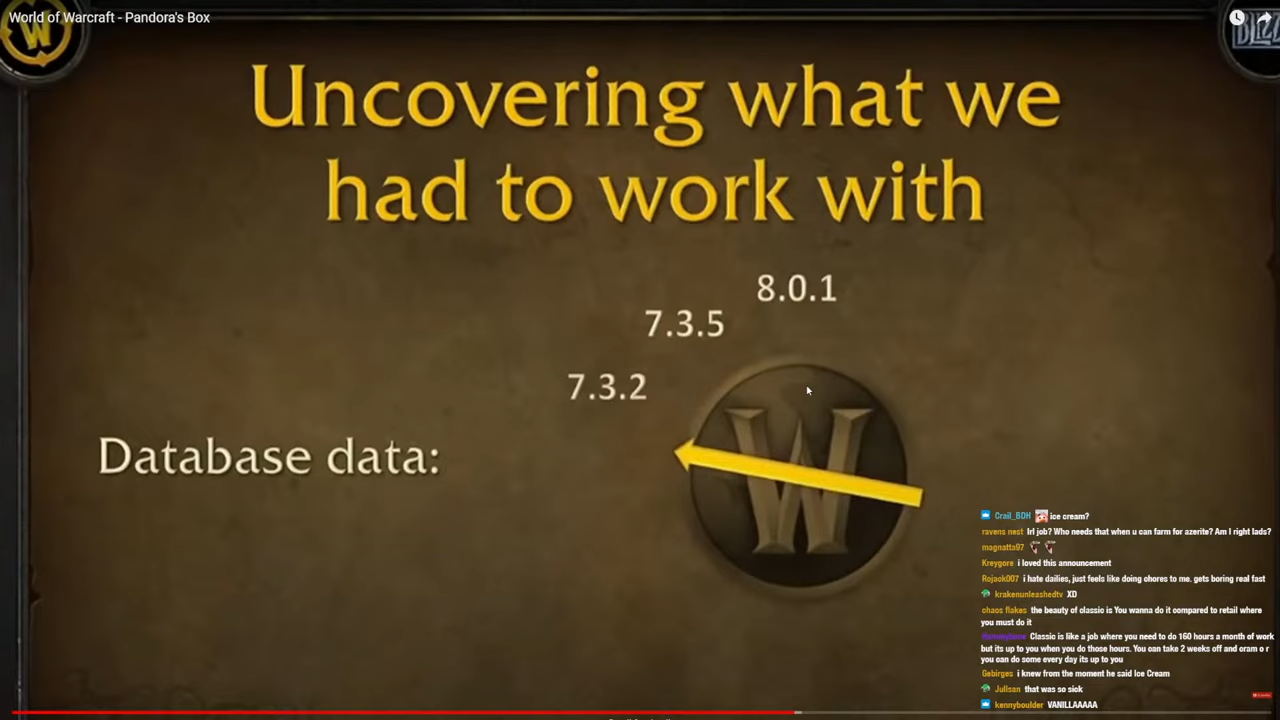 World of Warcraft - Pandora's Box
W
BLIZZ
Uncovering what we
had to work with
8.0.1
7.3.5
7.3.2
W
Database data:
Crail_BDH ice cream?
ravens nest Irl job? Who needs that when u can farm for azerite? Am I right lads?
magnatta97
Kreygore i loved this announcement
Rojack007 i hate dailies, just feels like doing chores to me. gets boring real fast
krakenunleashedtv XD
chaos flakes the beauty of classic is You wanna do it compared to retail where
you must do it
Classic is like a job where you need to do 160 hours a month of work
but its up to you when you do those hours. You can take 2 weeks off and cram o r
you can do some every day its up to you
Gebirges i knew from the moment he said Ice Cream
Jullsan that was so sick
kennyboulder VANILLAAAAA